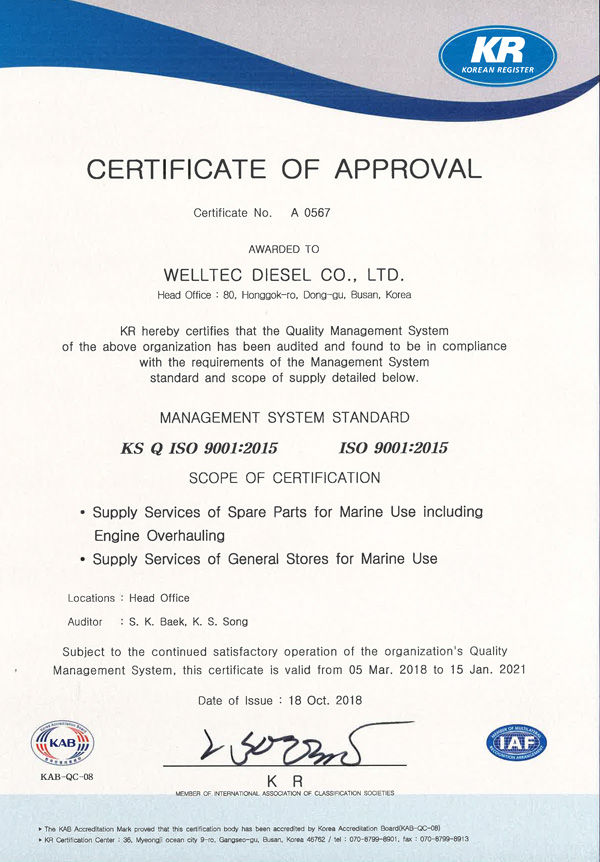 KR
KOREAN REGISTER
CERTIFICATE OF APPROVAL
Certificate No. A 0567
AWARDED TO
WELLTEC DIESEL CO., LTD.
Head Office : 80, Honggok-ro, Dong-gu, Busan, Korea
KR hereby certifies that the Quality Management System
of the above organization has been audited and found to be in compliance
with the requirements of the Management System
standard and scope of supply detailed below.
MANAGEMENT SYSTEM STANDARD
KS Q ISO 9001:2015 ISO 9001:2015
SCOPE OF CERTIFICATION
• Supply Services of Spare Parts for Marine Use including
Engine Overhauling
• Supply Services of General Stores for Marine Use
Locations : Head Office
Auditor : S. K. Baek, K. S. Song
Subject to the continued satisfactory operation of the organization's Quality
Management System, this certificate is valid from 05 Mar. 2018 to 15 Jan. 2021
Date of Issue : 18 Oct. 2018
Korea Accreditation Board
KAB
KAB-QC-08
K R
MEMBER OF INTERNATIONAL ASSOCIATION OF CLASSIFICATION SOCIETIES
MEMBER OF MULTILATERAL
IAF
RECOGNITION ARRANGEMENT
‣ The KAB Accreditation Mark proved that this certification body has been accredited by Korea Accreditation Board(KAB-QC-08)
‣ KR Certification Center : 36, Myeongji ocean city 9-ro, Gangseo-gu, Busan, Korea 46762 / tel : 070-8799-8901, fax : 070-8799-8913